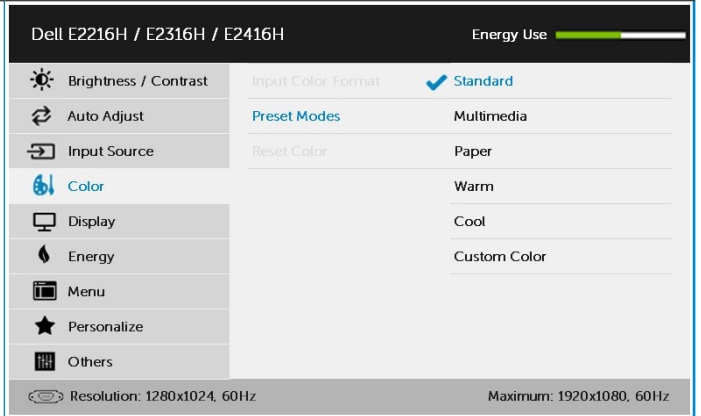 Dell E2216H / E2316H / E2416H Energy Use
Brightness / Contrast Input Color Format Standard
Auto Adjust Preset Modes Multimedia
Input Source Reset Color Paper
Color Warm
Display Cool
Energy Custom Color
Menu
Personalize
Others
Resolution: 1280x1024, 60Hz Maximum: 1920x1080, 60Hz